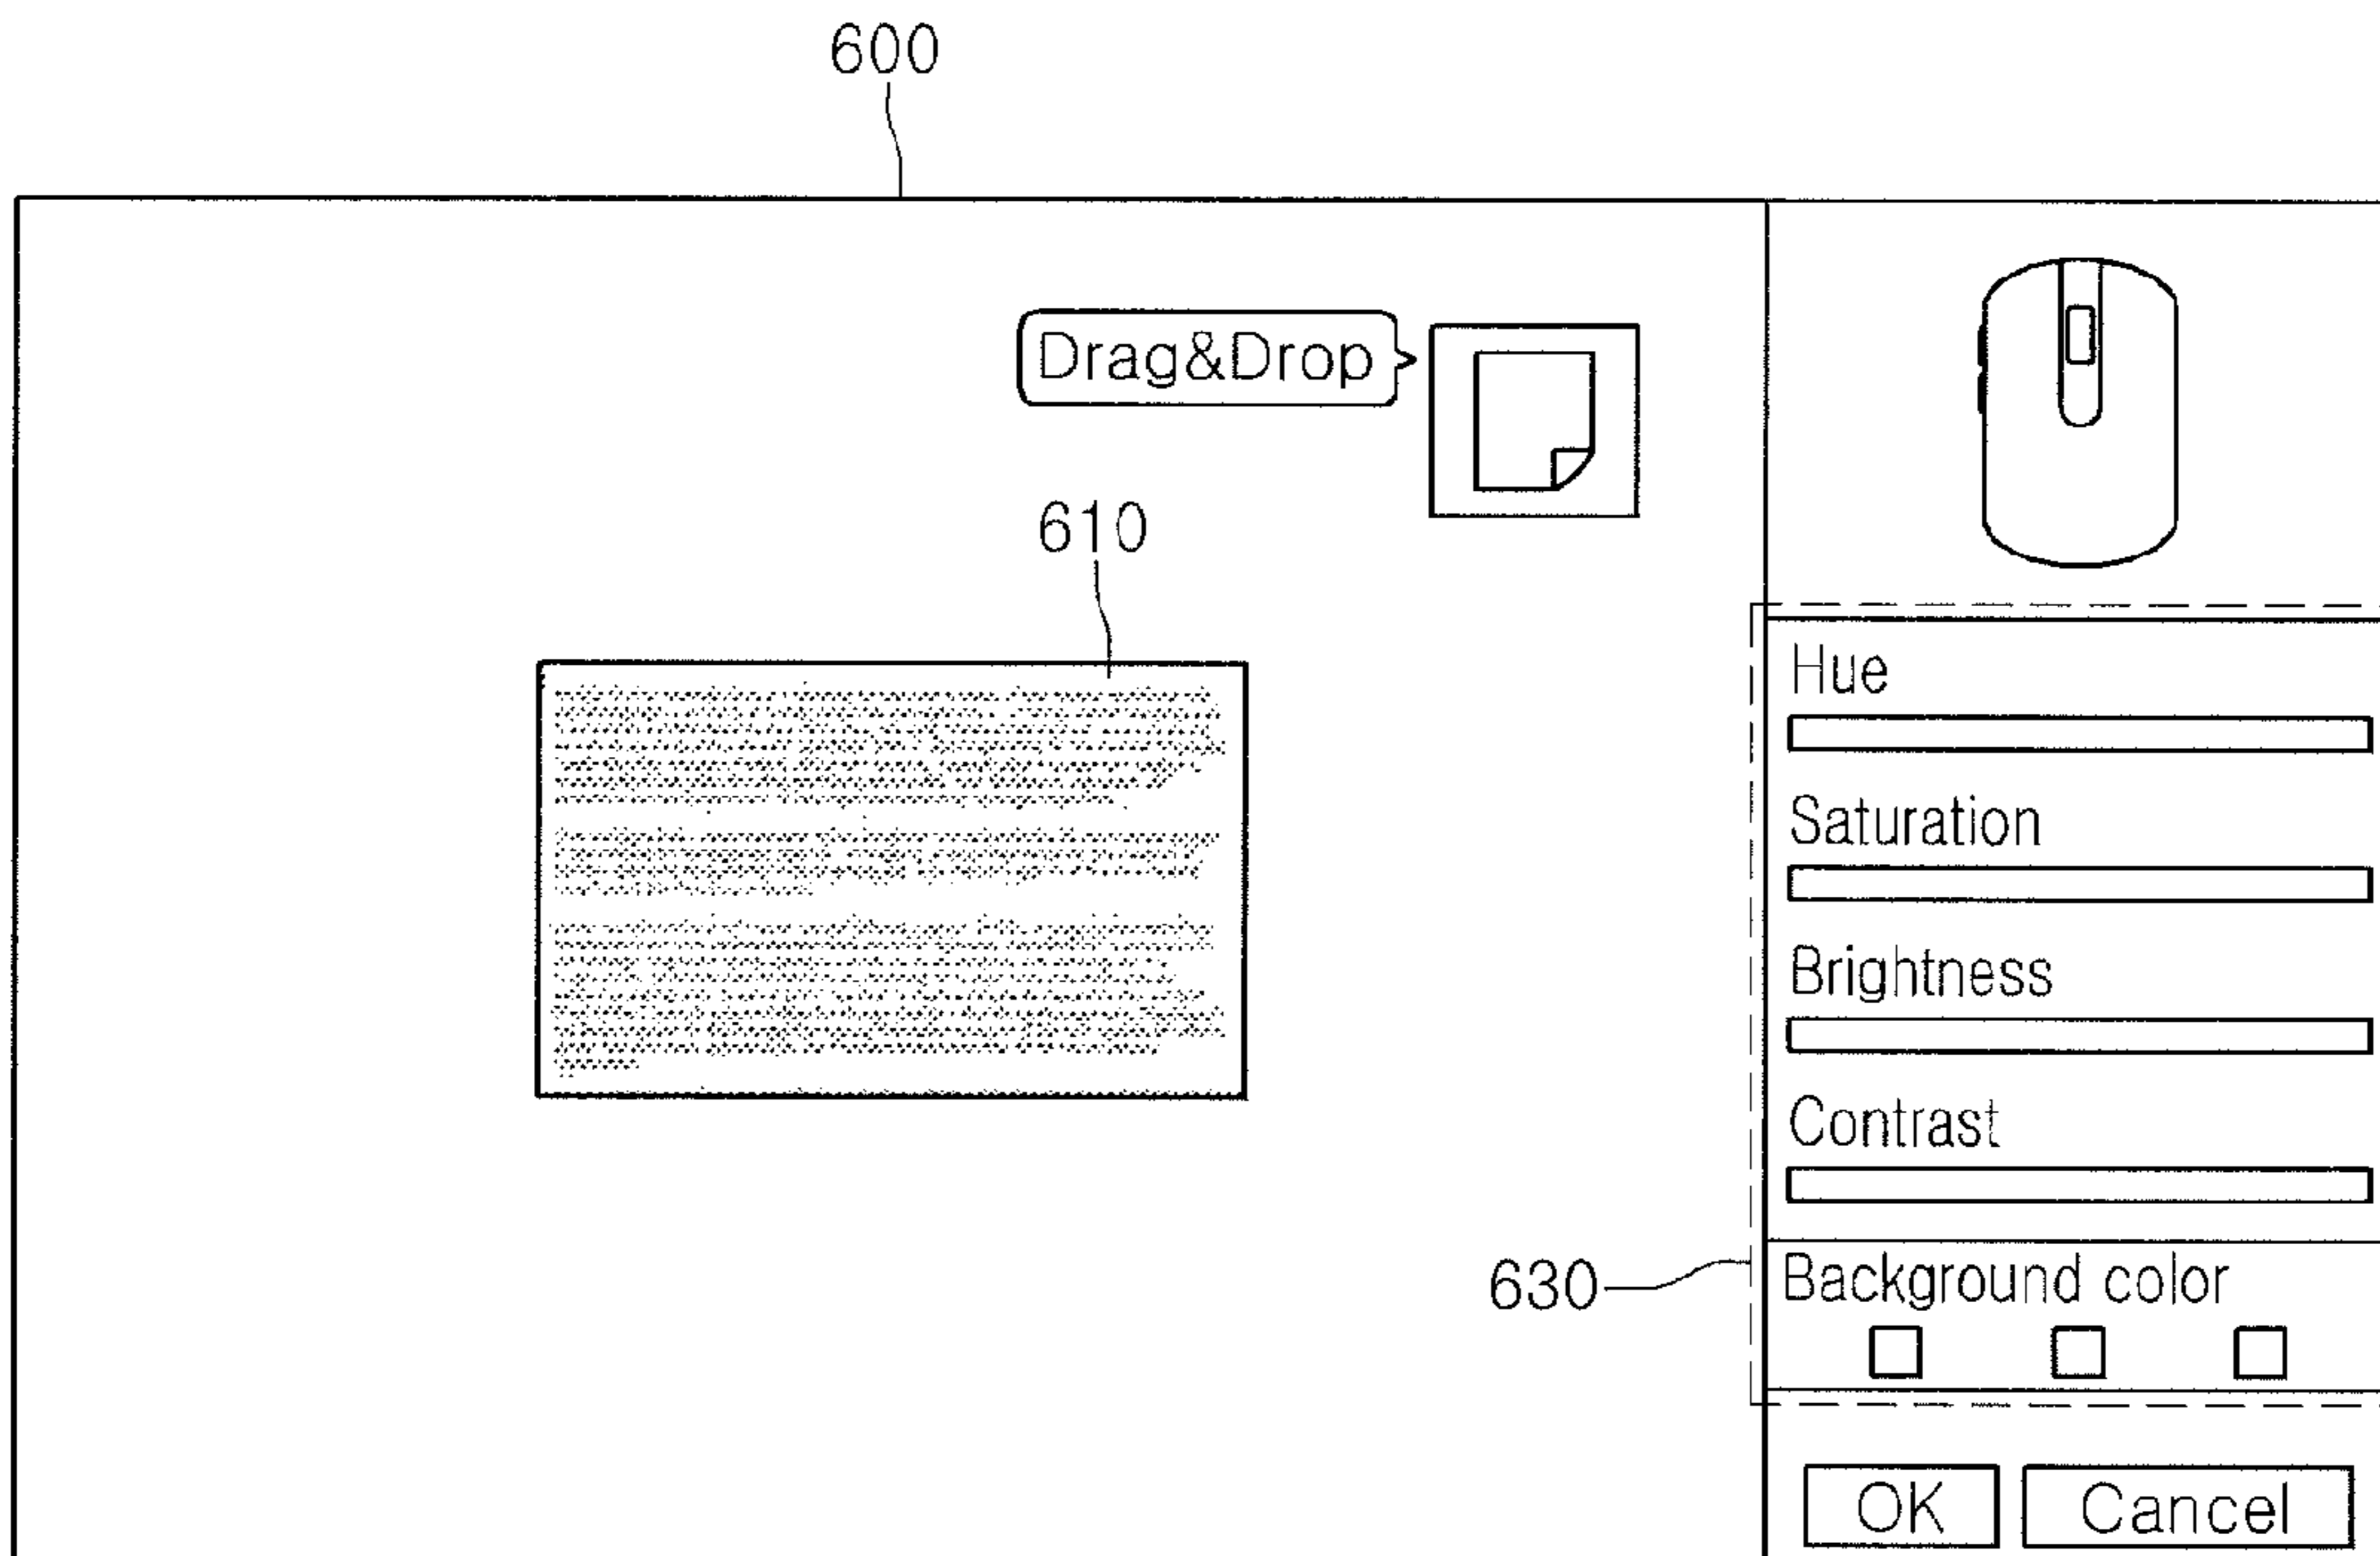 600
Drag&Drop
610
Hue
Saturation
Brightness
Contrast
630
Background color
OK
Cancel